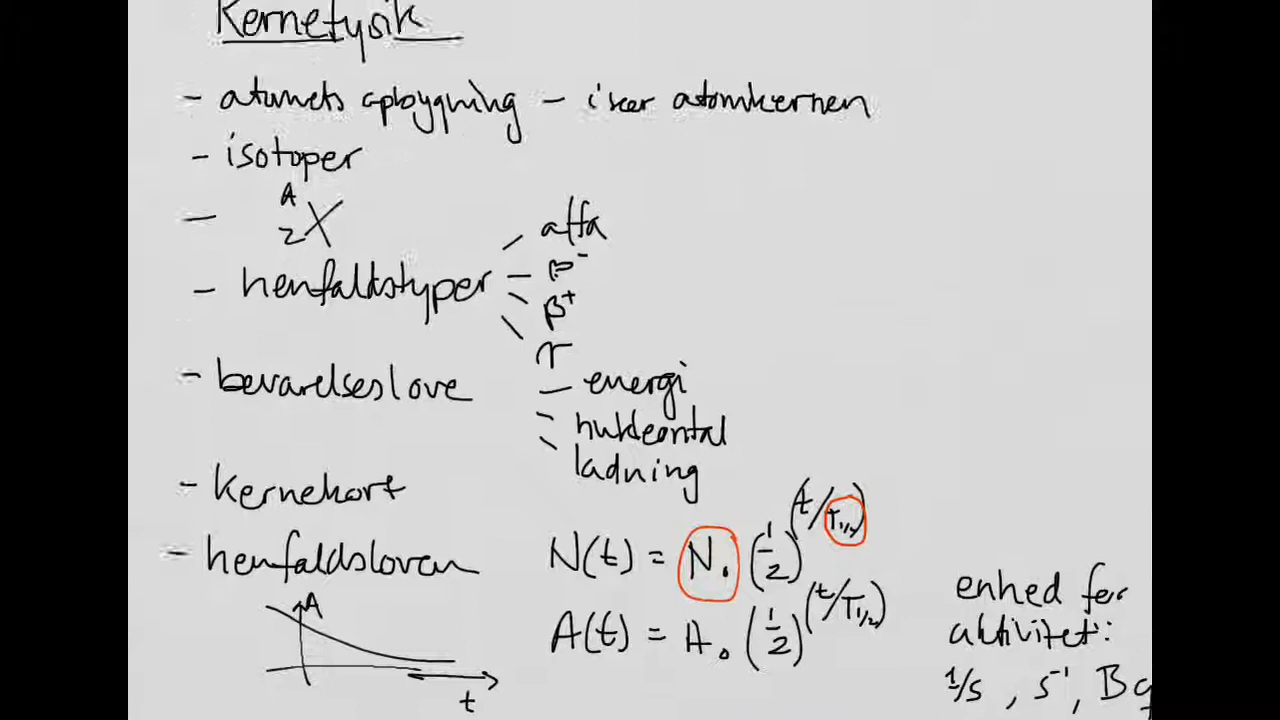 Kernefysik
- atomets opbygning - især atomkernen
- isotoper
- A Z X
- henfaldstyper
- alfa
- β⁻
- β⁺
- γ
- bevarelseslove
- energi
- nukleontal
- ladning
- kernekort
- henfaldsloven
N(t) = N₀ (1/2)^(t/T½)
A(t) = A₀ (1/2)^(t/T½)
A
t
enhed for
aktivitet:
1/s , s⁻¹, Bq